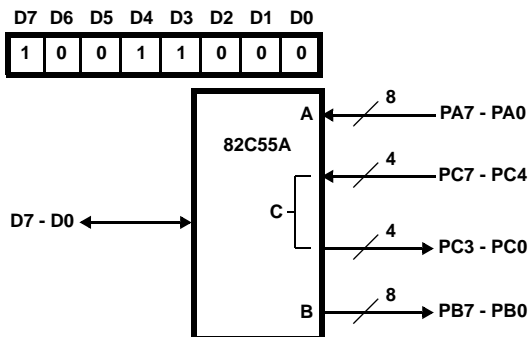 D7 D6 D5 D4 D3 D2 D1 D0
1 0 0 1 1 0 0 0
A 8 PA7 - PA0
82C55A
4 PC7 - PC4
C
D7 - D0
4 PC3 - PC0
B 8 PB7 - PB0